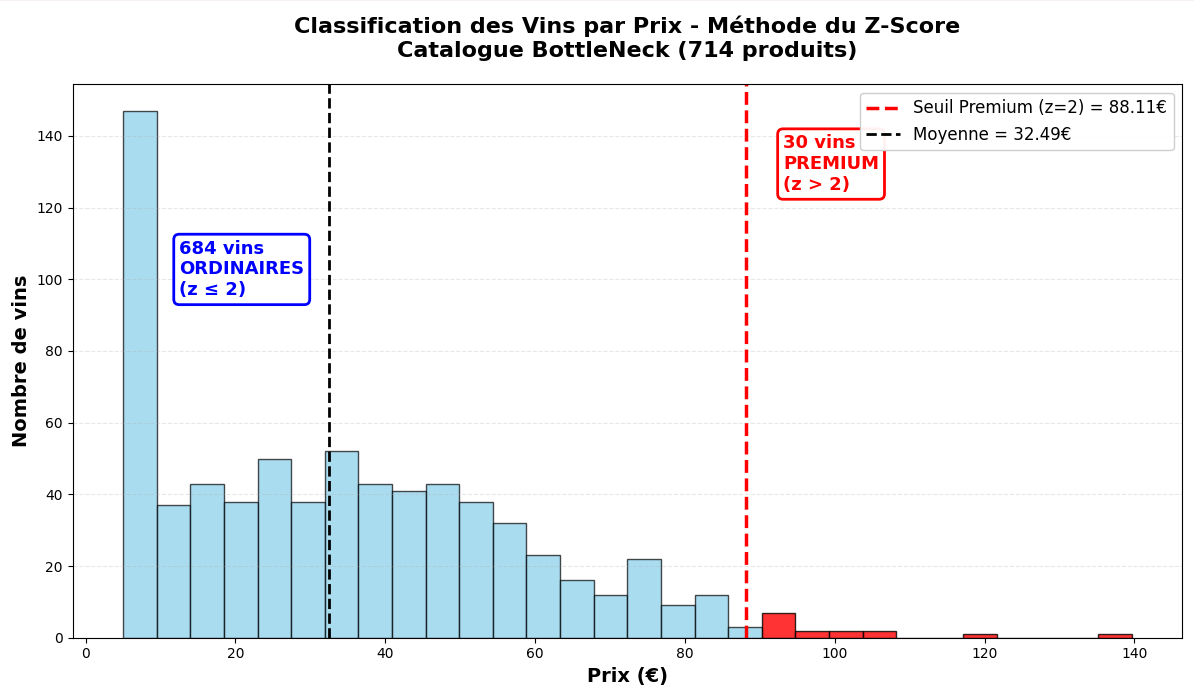 Classification des Vins par Prix - Méthode du Z-Score
Catalogue BottleNeck (714 produits)
Seuil Premium (z=2) = 88.11€
Moyenne = 32.49€
30 vins
PREMIUM
(z > 2)
684 vins
ORDINAIRES
(z ≤ 2)
Nombre de vins
140
120
100
80
60
40
20
0
0
20
40
60
80
100
120
140
Prix (€)